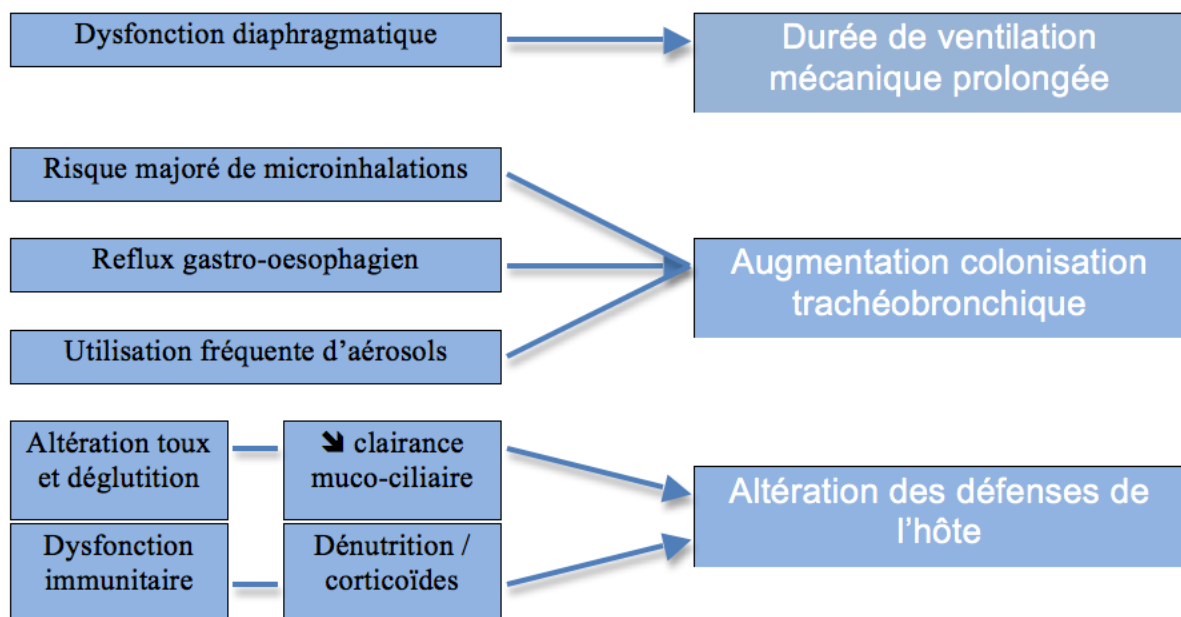 Dysfonction diaphragmatique
Durée de ventilation
mécanique prolongée
Risque majoré de microinhalations
Reflux gastro-oesophagien
Utilisation fréquente d’aérosols
Augmentation colonisation
trachéobronchique
Altération toux
et déglutition
🡮 clairance
muco-ciliaire
Dysfonction
immunitaire
Dénutrition /
corticoïdes
Altération des défenses de
l’hôte